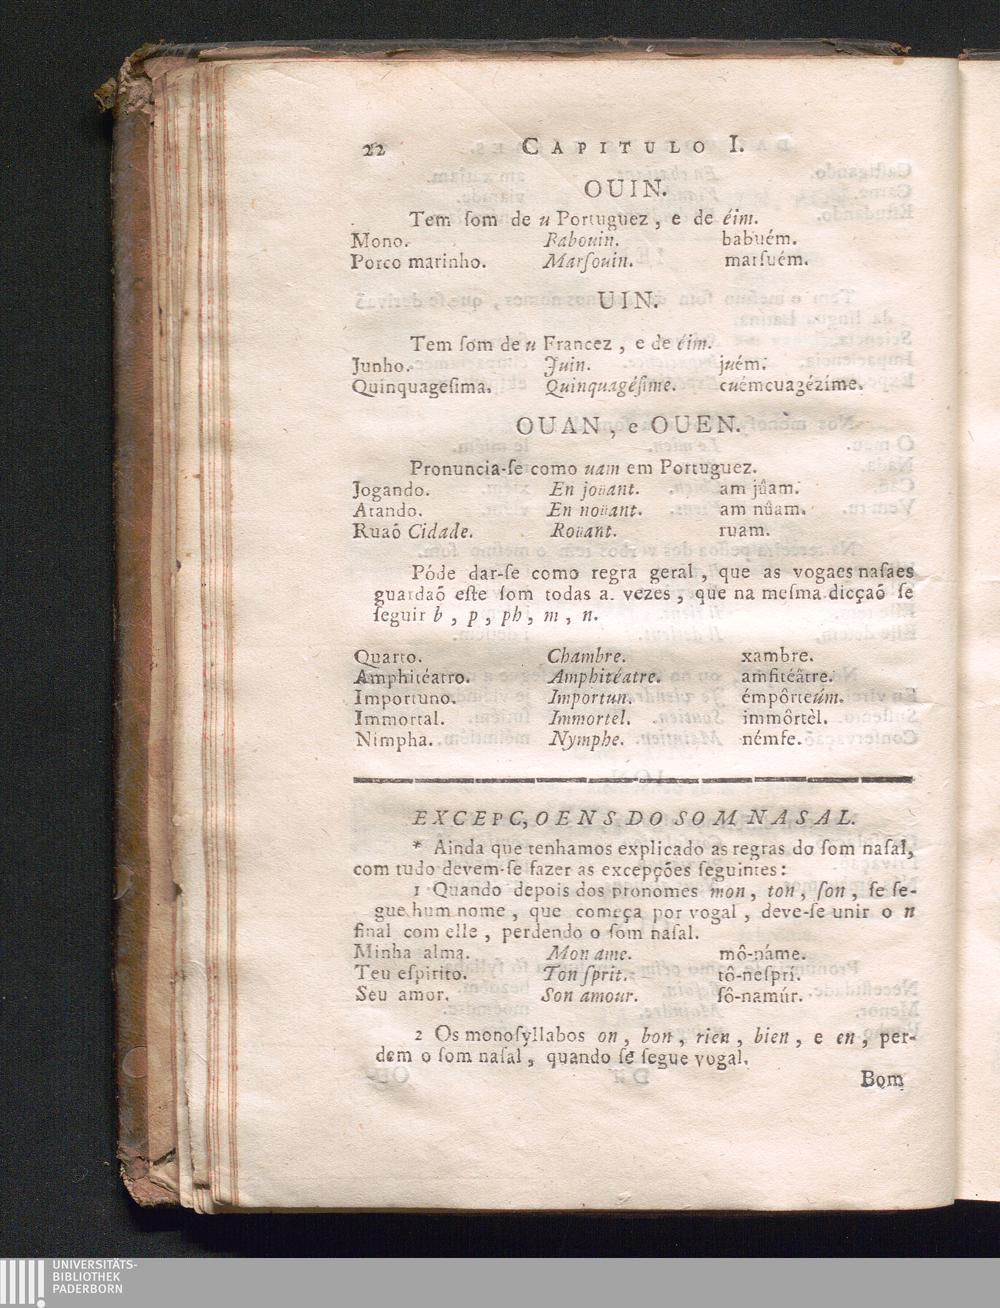 22 CAPITULO I.
OUIN.
Tem ſom de u Portuguez , e de éim.
Mono. Babouin. babuém.
Porco marinho. Marſouin. marſuém.
UIN.
Tem ſom de u Francez , e de éim.
Junho. Juin. juém.
Quinquageſima. Quinquagéſime. cuémcuagézime.
OUAN, e OUEN.
Pronuncia-ſe como uam em Portuguez.
Jogando. En joüant. am jûam.
Atando. En noüant. am nûam.
Ruaõ Cidade. Roüant. ruam.
Póde dar-ſe como regra geral , que as vogaes naſaes
guardaõ eſte ſom todas a. vezes , que na meſma dicçaõ ſe
ſeguir b , p , ph , m , n.
Quarto. Chambre. xambre.
Amphitéatro. Amphitéatre. amfitéâtre.
Importuno. Importun. émpôrteúm.
Immortal. Immortel. immôrtèl.
Nimpha. Nymphe. némfe.
EXCEPC,OENS DO SOM NASAL.
* Ainda que tenhamos explicado as regras do ſom naſal,
com tudo devem-ſe fazer as excepções ſeguintes :
1 Quando depois dos pronomes mon , ton , ſon , ſe ſe-
gue hum nome , que começa por vogal , deve-ſe unir o n
final com elle , perdendo o ſom naſal.
Minha alma. Mon ame. mô-náme.
Teu eſpirito. Ton ſprit. tô-neſprí.
Seu amor. Son amour. ſô-namúr.
2 Os monoſyllabos on , bon , rien , bien , e en , per-
dem o ſom naſal , quando ſe ſegue vogal.
Bom
UNIVERSITÄTS-
BIBLIOTHEK
PADERBORN